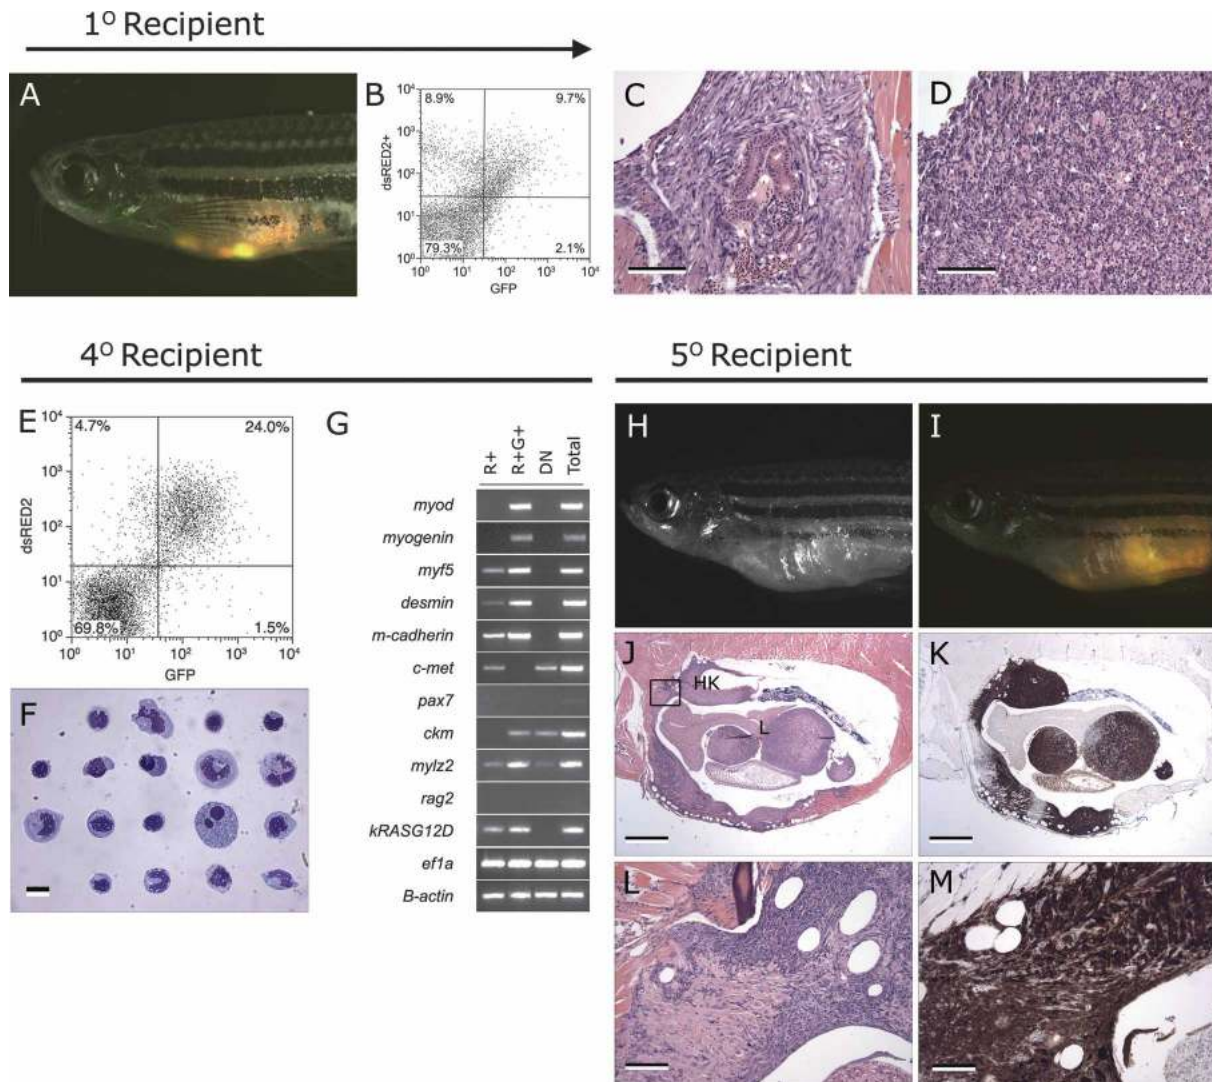 1º Recipient
A
B
dsRED2+
GFP
10⁴
10³
10²
10¹
10⁰
8.9%
9.7%
79.3%
2.1%
10⁰ 10¹ 10² 10³ 10⁴
C
D
4º Recipient
5º Recipient
E
dsRED2
GFP
10⁴
10³
10²
10¹
10⁰
4.7%
24.0%
69.8%
1.5%
10⁰ 10¹ 10² 10³ 10⁴
F
G
R+ R+G+ DN Total
myod
myogenin
myf5
desmin
m-cadherin
c-met
pax7
ckm
mylz2
rag2
kRASG12D
ef1a
B-actin
H
I
J
HK
L
K
L
M